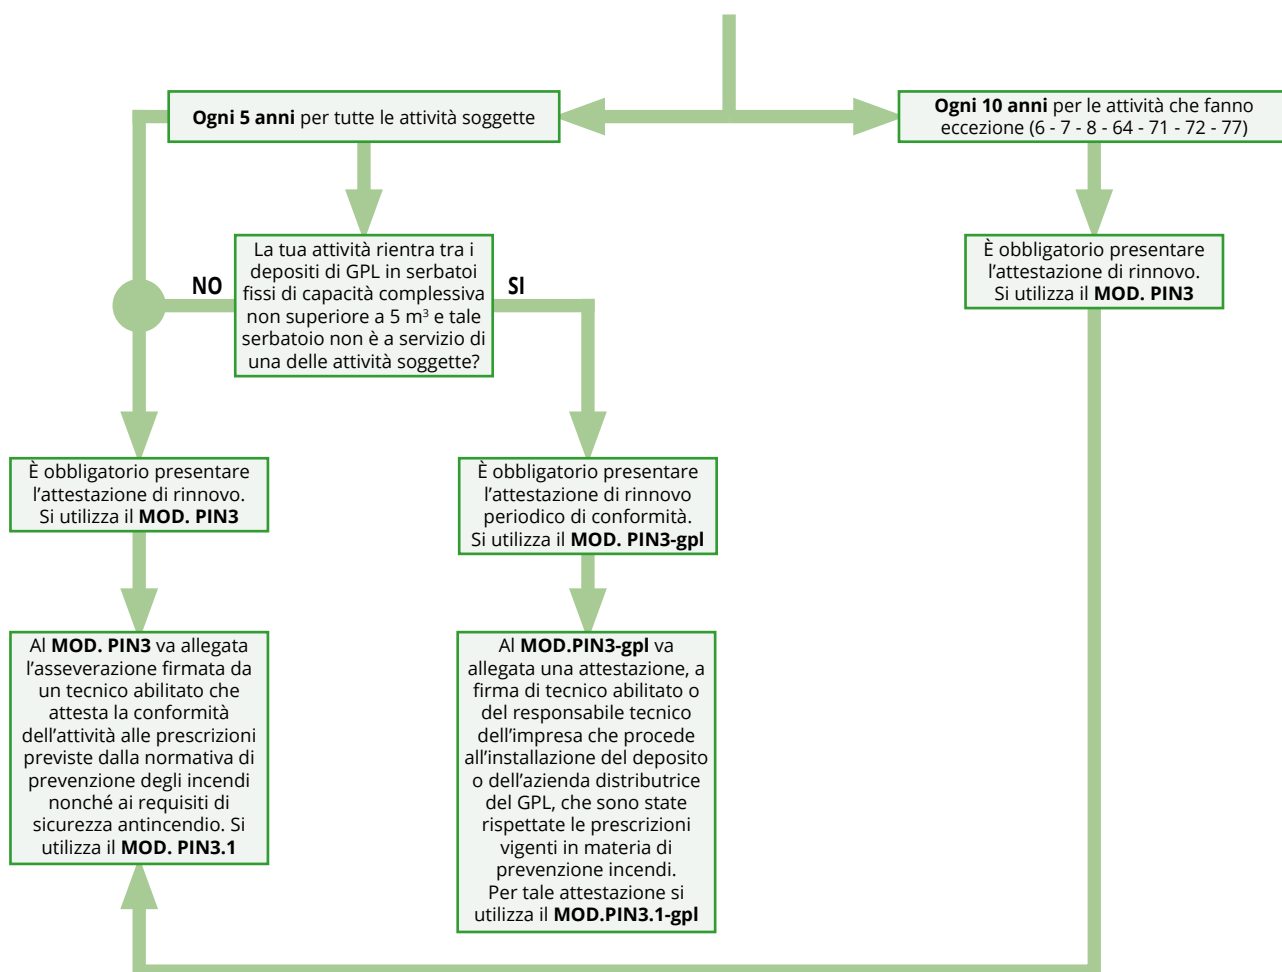 Ogni 5 anni per tutte le attività soggette
Ogni 10 anni per le attività che fanno
eccezione (6 - 7 - 8 - 64 - 71 - 72 - 77)
La tua attività rientra tra i
depositi di GPL in serbatoi
fissi di capacità complessiva
non superiore a 5 m³ e tale
serbatoio non è a servizio di
una delle attività soggette?
NO
SI
È obbligatorio presentare
l’attestazione di rinnovo.
Si utilizza il MOD. PIN3
È obbligatorio presentare
l’attestazione di rinnovo.
Si utilizza il MOD. PIN3
È obbligatorio presentare
l’attestazione di rinnovo
periodico di conformità.
Si utilizza il MOD. PIN3-gpl
Al MOD. PIN3 va allegata
l’asseverazione firmata da
un tecnico abilitato che
attesta la conformità
dell’attività alle prescrizioni
previste dalla normativa di
prevenzione degli incendi
nonché ai requisiti di
sicurezza antincendio. Si
utilizza il MOD. PIN3.1
Al MOD.PIN3-gpl va
allegata una attestazione, a
firma di tecnico abilitato o
del responsabile tecnico
dell’impresa che procede
all’installazione del deposito
o dell’azienda distributrice
del GPL, che sono state
rispettate le prescrizioni
vigenti in materia di
prevenzione incendi.
Per tale attestazione si
utilizza il MOD.PIN3.1-gpl